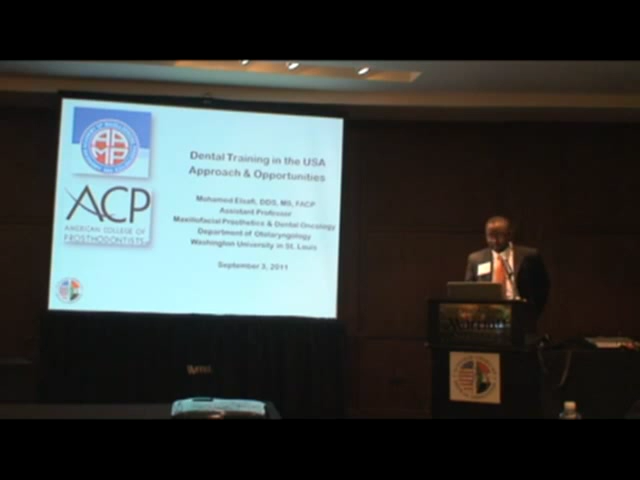 Dental Training in the USA
Approach & Opportunities
Mohamed Elsafi, DDS, MS, FACP
Assistant Professor
Maxillofacial Prosthetics & Dental Oncology
Department of Otolaryngology
Washington University in St. Louis
September 3, 2011
ACP
AMERICAN COLLEGE OF
PROSTHODONTISTS
Marriott